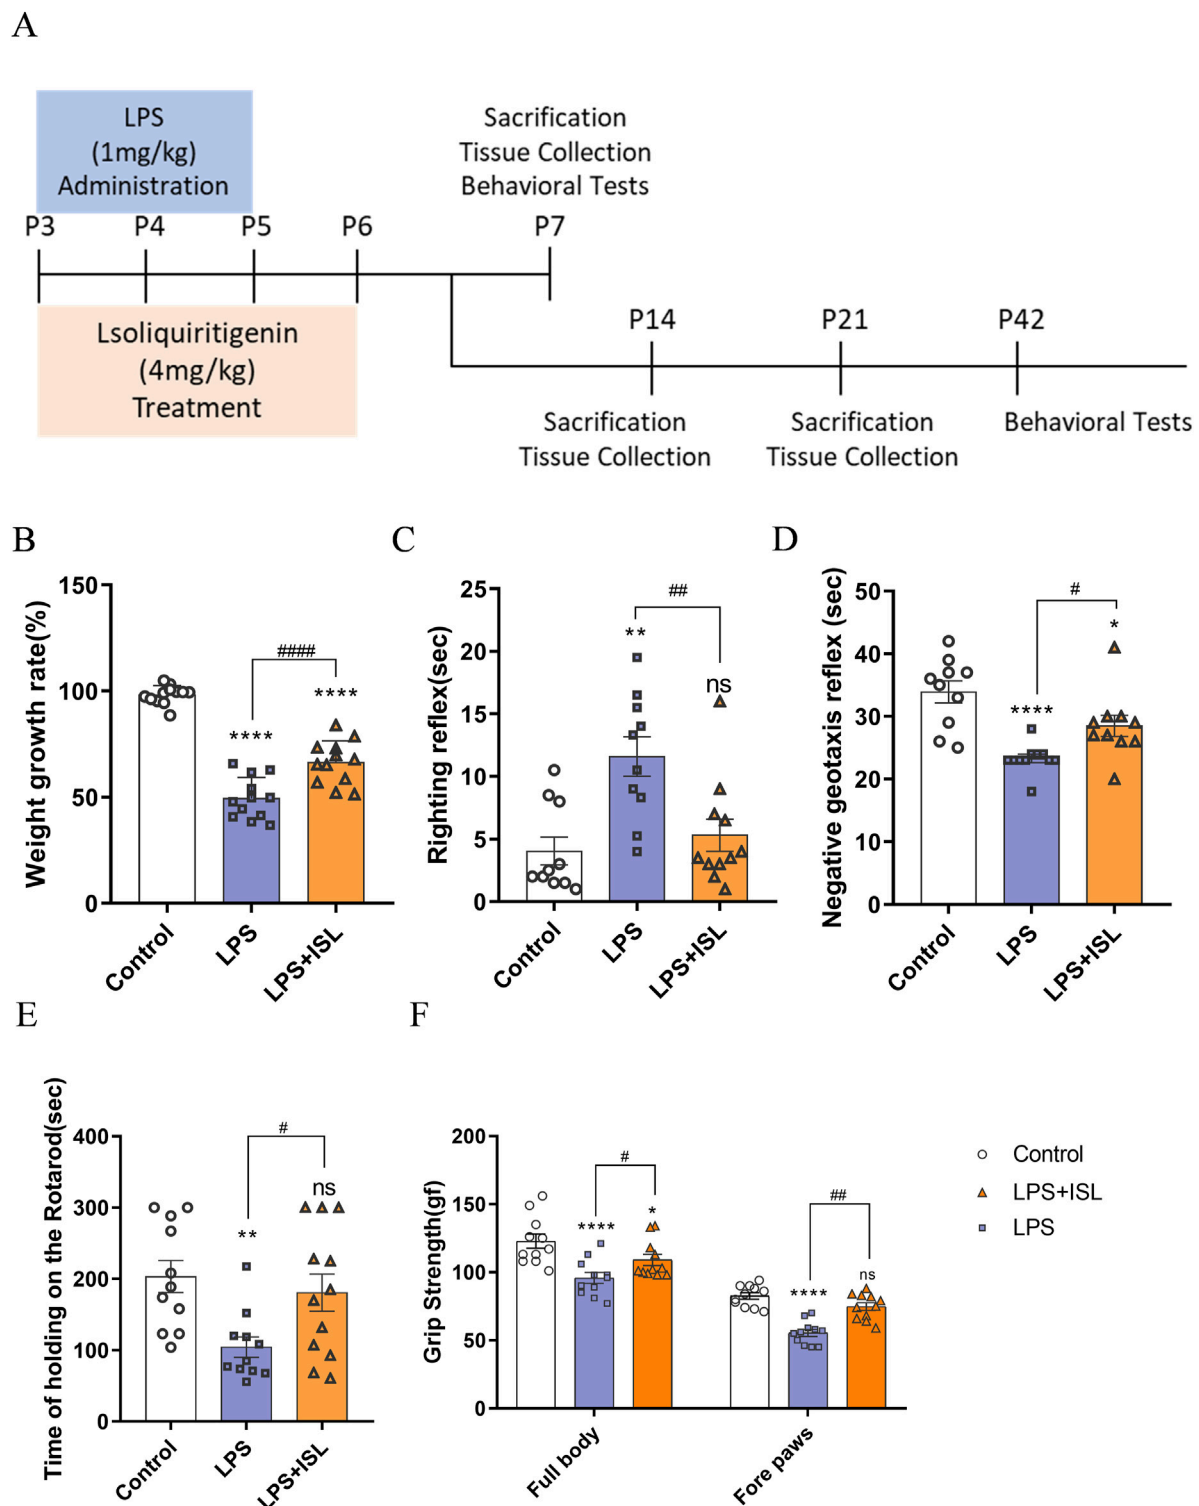 A
LPS
(1mg/kg)
Administration
Sacrification
Tissue Collection
Behavioral Tests
P3 P4 P5 P6 P7
Lsoliquiritigenin
(4mg/kg)
Treatment
P14 P21 P42
Sacrification
Tissue Collection
Sacrification
Tissue Collection
Behavioral Tests
B
Weight growth rate(%)
150
100
50
0
####
****
****
Control LPS LPS+ISL
C
Righting reflex(sec)
25
20
15
10
5
0
##
**
ns
Control LPS LPS+ISL
D
Negative geotaxis reflex (sec)
50
40
30
20
10
0
#
*
****
Control LPS LPS+ISL
E
Time of holding on the Rotarod(sec)
400
300
200
100
0
#
ns
**
Control LPS LPS+ISL
F
Grip Strength(gf)
200
150
100
50
0
#
****
*
##
****
ns
Full body Fore paws
Control
LPS+ISL
LPS